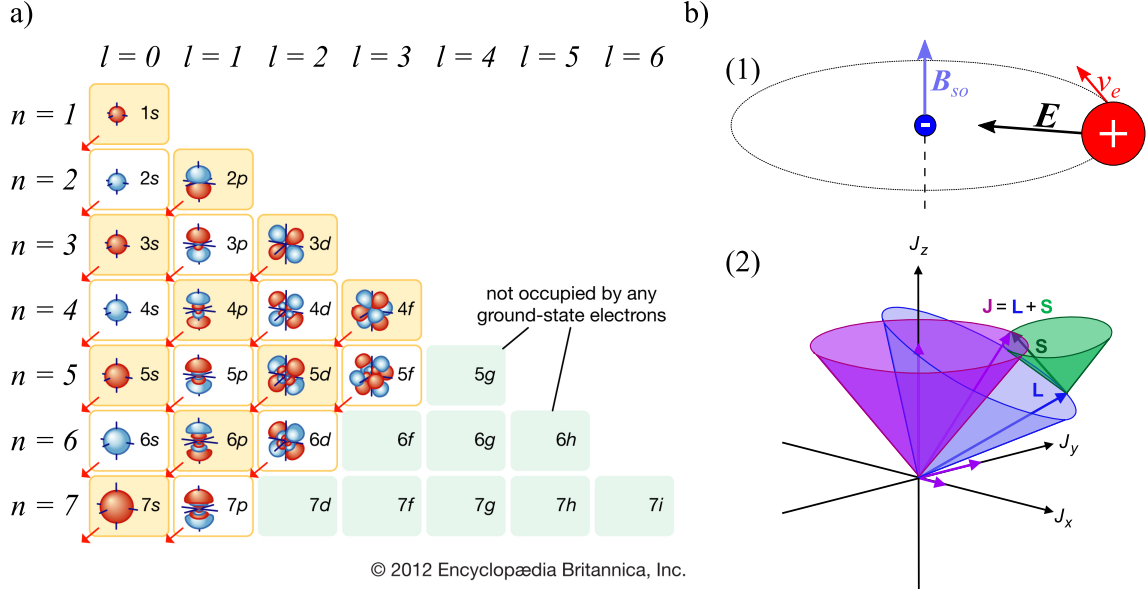 a)
l = 0 l = 1 l = 2 l = 3 l = 4 l = 5 l = 6
n = 1 1s
n = 2 2s 2p
n = 3 3s 3p 3d
n = 4 4s 4p 4d 4f
n = 5 5s 5p 5d 5f 5g
n = 6 6s 6p 6d 6f 6g 6h
n = 7 7s 7p 7d 7f 7g 7h 7i
not occupied by any
ground-state electrons
© 2012 Encyclopædia Britannica, Inc.
b)
(1)
B_so
-
E
v_e
+
(2)
J_z
J = L + S
S
L
J_y
J_x